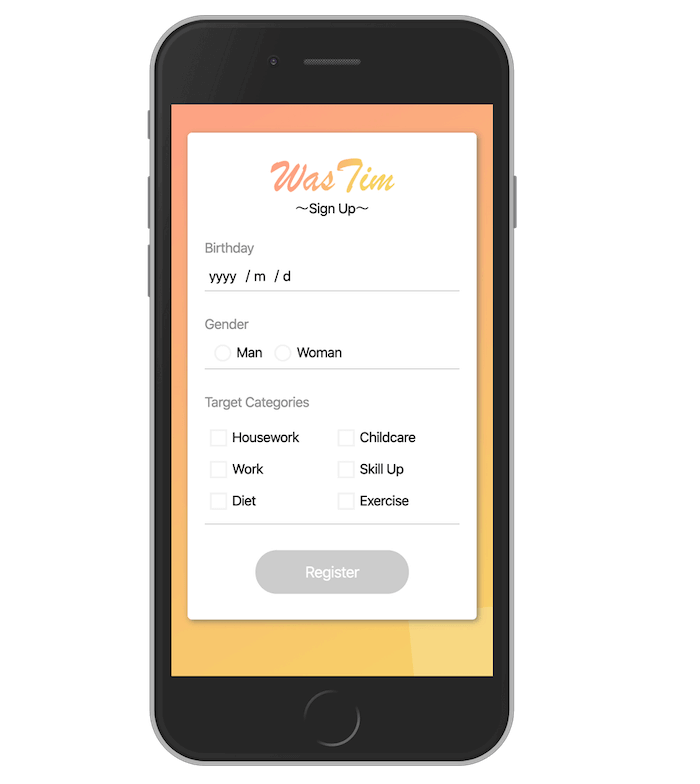 WasTim
〜Sign Up〜
Birthday
yyyy / m / d
Gender
Man Woman
Target Categories
Housework Childcare
Work Skill Up
Diet Exercise
Register